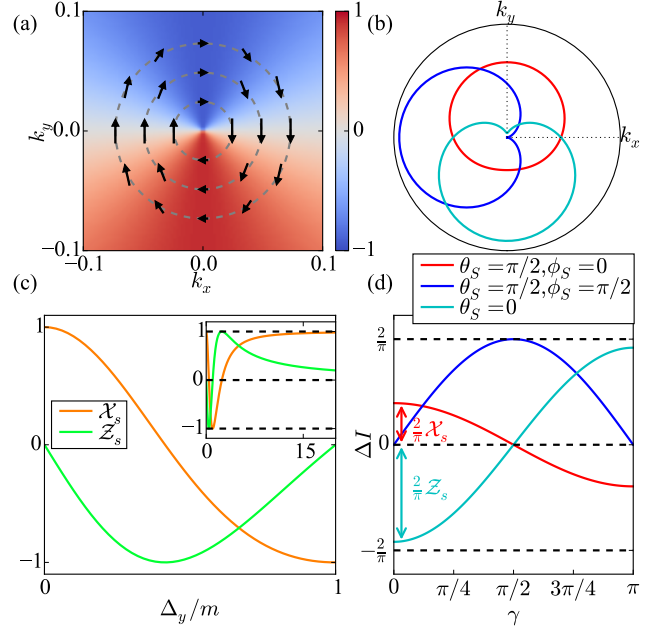 (a)
0.1
k_y
0.0
−0.1
−0.1
0.0
0.1
k_x
1
0
−1
(b)
k_y
k_x
θ_S = π/2, ϕ_S = 0
θ_S = π/2, ϕ_S = π/2
θ_S = 0
(c)
1
0
−1
0
1
Δ_y/m
𝒳_s
𝒵_s
1
0
−1
0
15
(d)
2/π
0
−2/π
ΔI
2/π 𝒳_s
2/π 𝒵_s
0
π/4
π/2
3π/4
π
γ